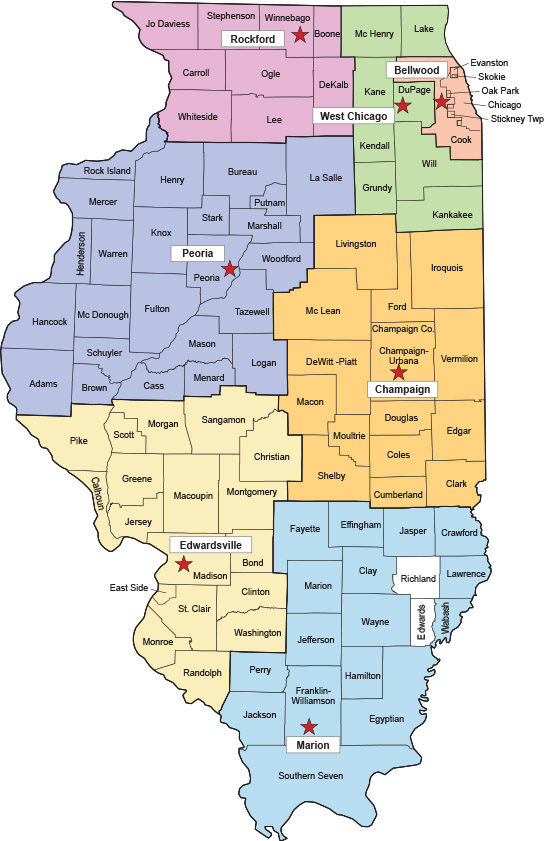 Jo Daviess
Stephenson
Winnebago
Boone
Mc Henry
Lake
Rockford
Carroll
Ogle
DeKalb
Whiteside
Lee
Bellwood
Evanston
Skokie
Oak Park
Chicago
Stickney Twp
Cook
Kane
DuPage
West Chicago
Kendall
Will
Grundy
Kankakee
Rock Island
Henry
Bureau
La Salle
Mercer
Putnam
Stark
Marshall
Henderson
Warren
Knox
Peoria
Peoria
Woodford
Hancock
Mc Donough
Fulton
Tazewell
Schuyler
Mason
Adams
Brown
Cass
Menard
Logan
Livingston
Iroquois
Mc Lean
Ford
Champaign Co.
DeWitt -Piatt
Champaign-
Urbana
Vermilion
Champaign
Macon
Douglas
Moultrie
Edgar
Coles
Shelby
Cumberland
Clark
Pike
Scott
Morgan
Sangamon
Christian
Calhoun
Greene
Macoupin
Montgomery
Jersey
Edwardsville
Madison
Bond
East Side
St. Clair
Clinton
Monroe
Washington
Randolph
Fayette
Effingham
Jasper
Crawford
Marion
Clay
Richland
Lawrence
Jefferson
Wayne
Edwards
Wabash
Perry
Franklin-
Williamson
Hamilton
Jackson
Egyptian
Marion
Southern Seven